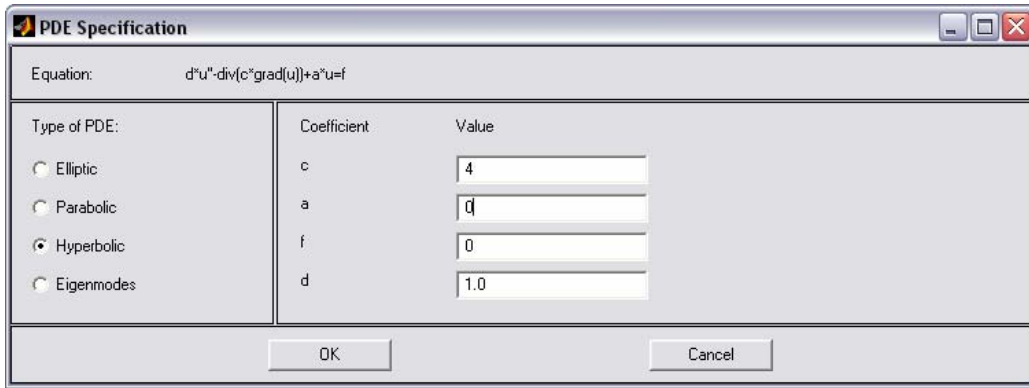 PDE Specification
Equation: d*u''-div(c*grad(u))+a*u=f
Type of PDE:
Elliptic
Parabolic
Hyperbolic
Eigenmodes
Coefficient Value
c 4
a 0
f 0
d 1.0
OK Cancel